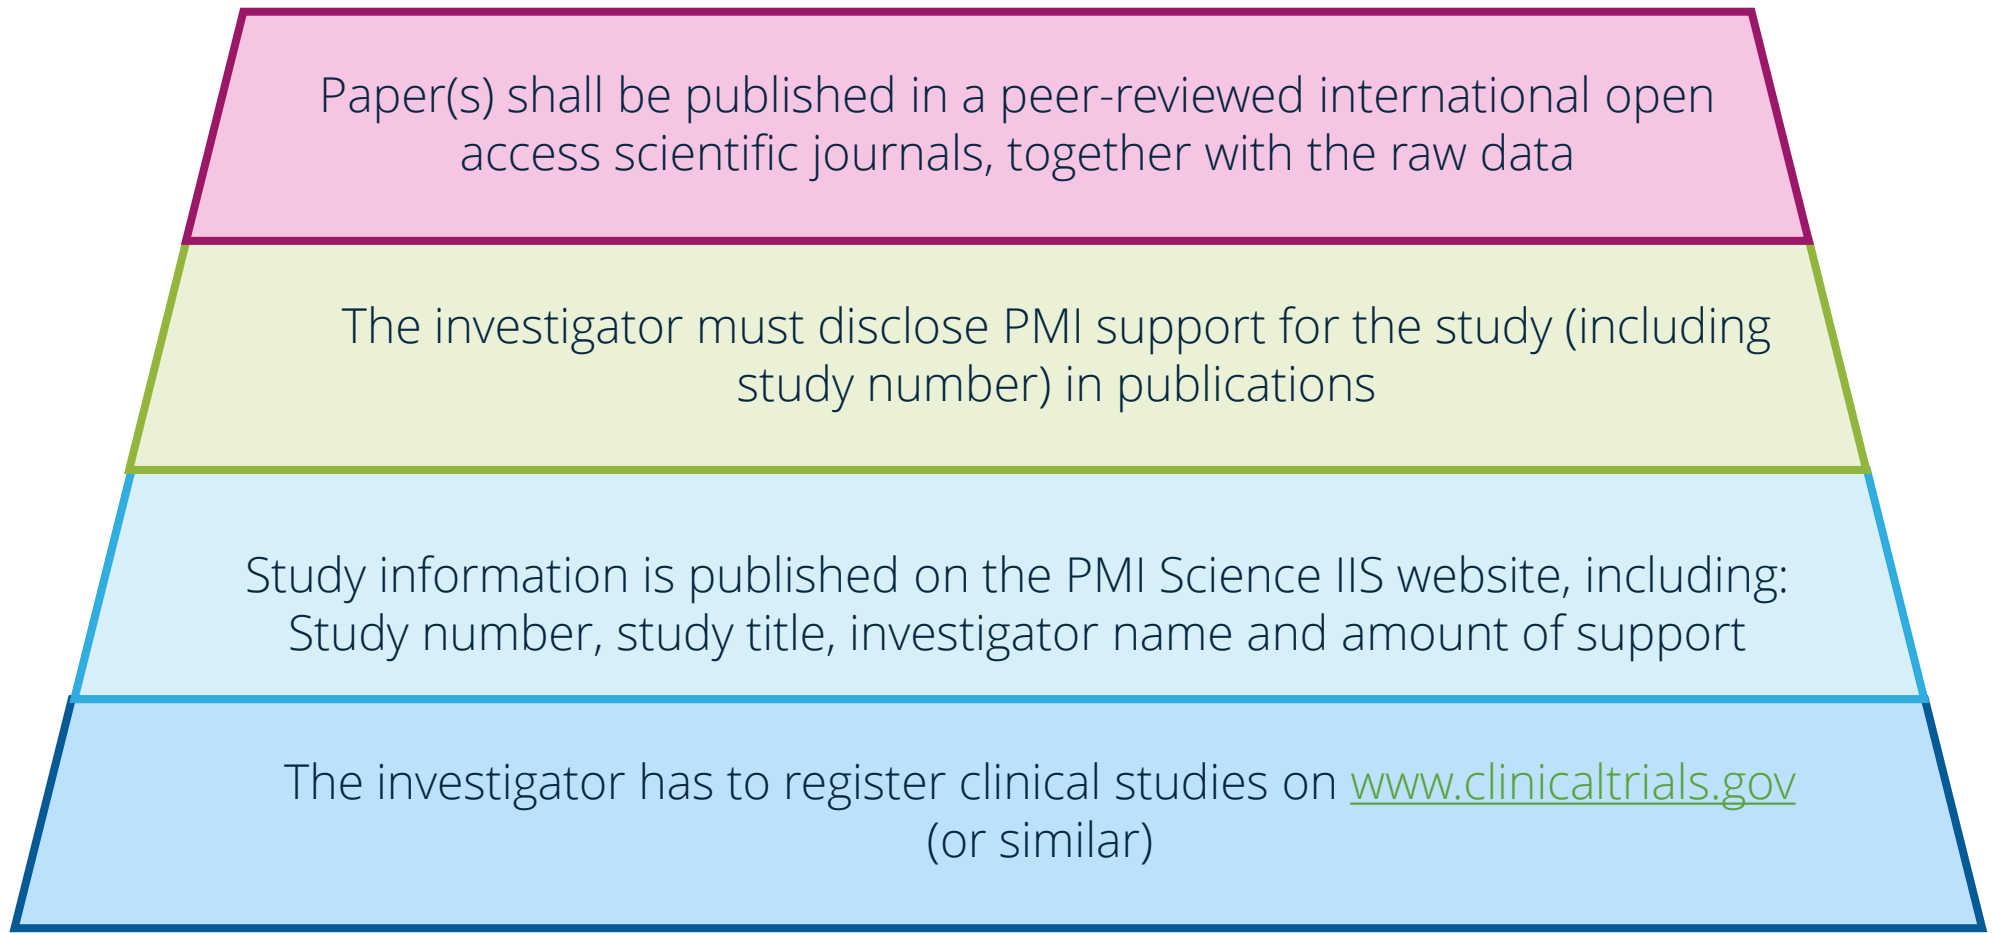 Paper(s) shall be published in a peer-reviewed international open
access scientific journals, together with the raw data
The investigator must disclose PMI support for the study (including
study number) in publications
Study information is published on the PMI Science IIS website, including:
Study number, study title, investigator name and amount of support
The investigator has to register clinical studies on www.clinicaltrials.gov
(or similar)